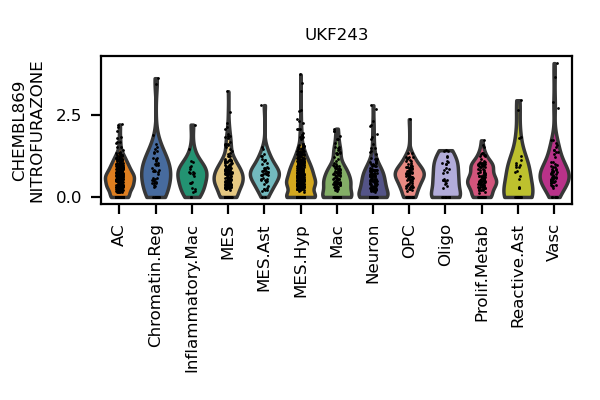 UKF243
CHEMBL869
NITROFURAZONE
2.5
0.0
AC
Chromatin.Reg
Inflammatory.Mac
MES
MES.Ast
MES.Hyp
Mac
Neuron
OPC
Oligo
Prolif.Metab
Reactive.Ast
Vasc